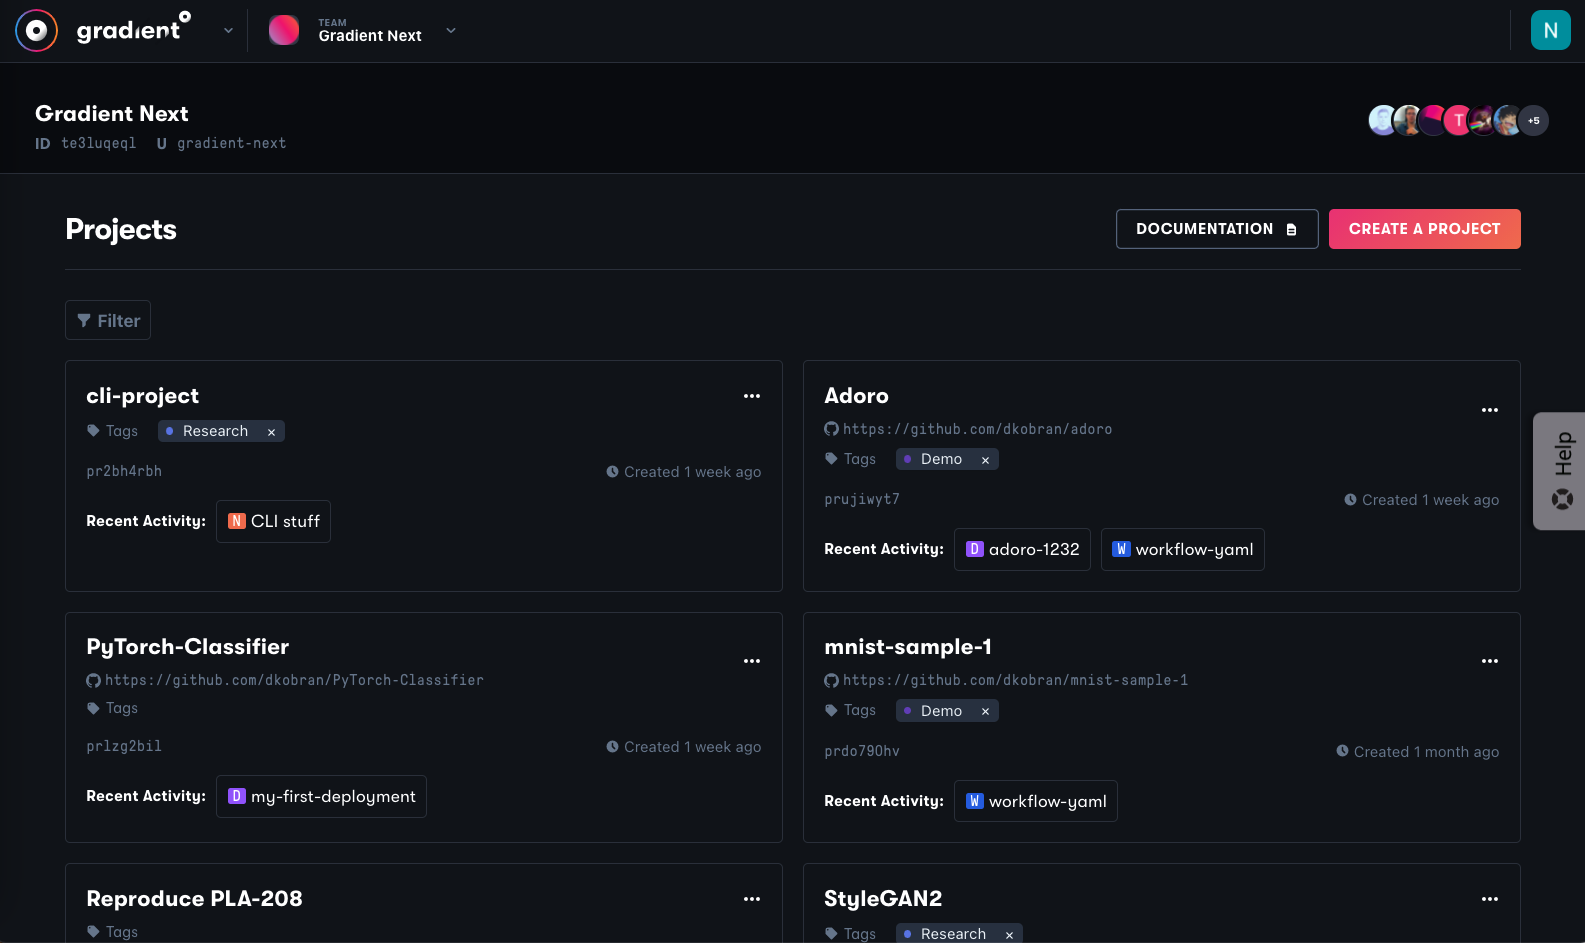 gradient
TEAM
Gradient Next
N
Gradient Next
ID te3luqeql U gradient-next
T
+5
Projects
DOCUMENTATION
CREATE A PROJECT
Filter
cli-project
Tags Research ×
pr2bh4rbh
Created 1 week ago
Recent Activity: N CLI stuff
Adoro
https://github.com/dkobran/adoro
Tags Demo ×
prujiwyt7
Created 1 week ago
Recent Activity: D adoro-1232 W workflow-yaml
Help
PyTorch-Classifier
https://github.com/dkobran/PyTorch-Classifier
Tags
prlzg2bil
Created 1 week ago
Recent Activity: D my-first-deployment
mnist-sample-1
https://github.com/dkobran/mnist-sample-1
Tags Demo ×
prdo790hv
Created 1 month ago
Recent Activity: W workflow-yaml
Reproduce PLA-208
Tags
StyleGAN2
Tags Research ×